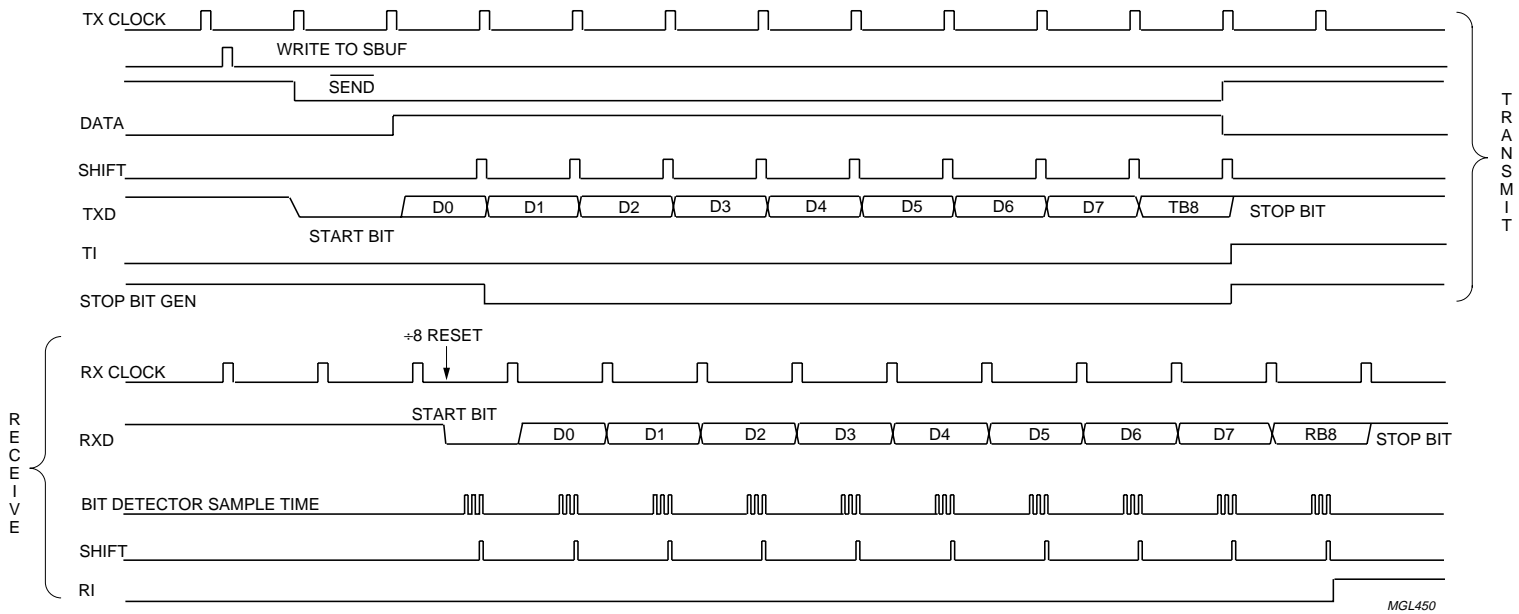 TX CLOCK
WRITE TO SBUF
SEND
DATA
SHIFT
TXD
D0 D1 D2 D3 D4 D5 D6 D7 TB8 STOP BIT
START BIT
TI
STOP BIT GEN
TRANSMIT
÷8 RESET
RX CLOCK
START BIT
RXD
D0 D1 D2 D3 D4 D5 D6 D7 RB8 STOP BIT
BIT DETECTOR SAMPLE TIME
SHIFT
RI
RECEIVE
MGL450